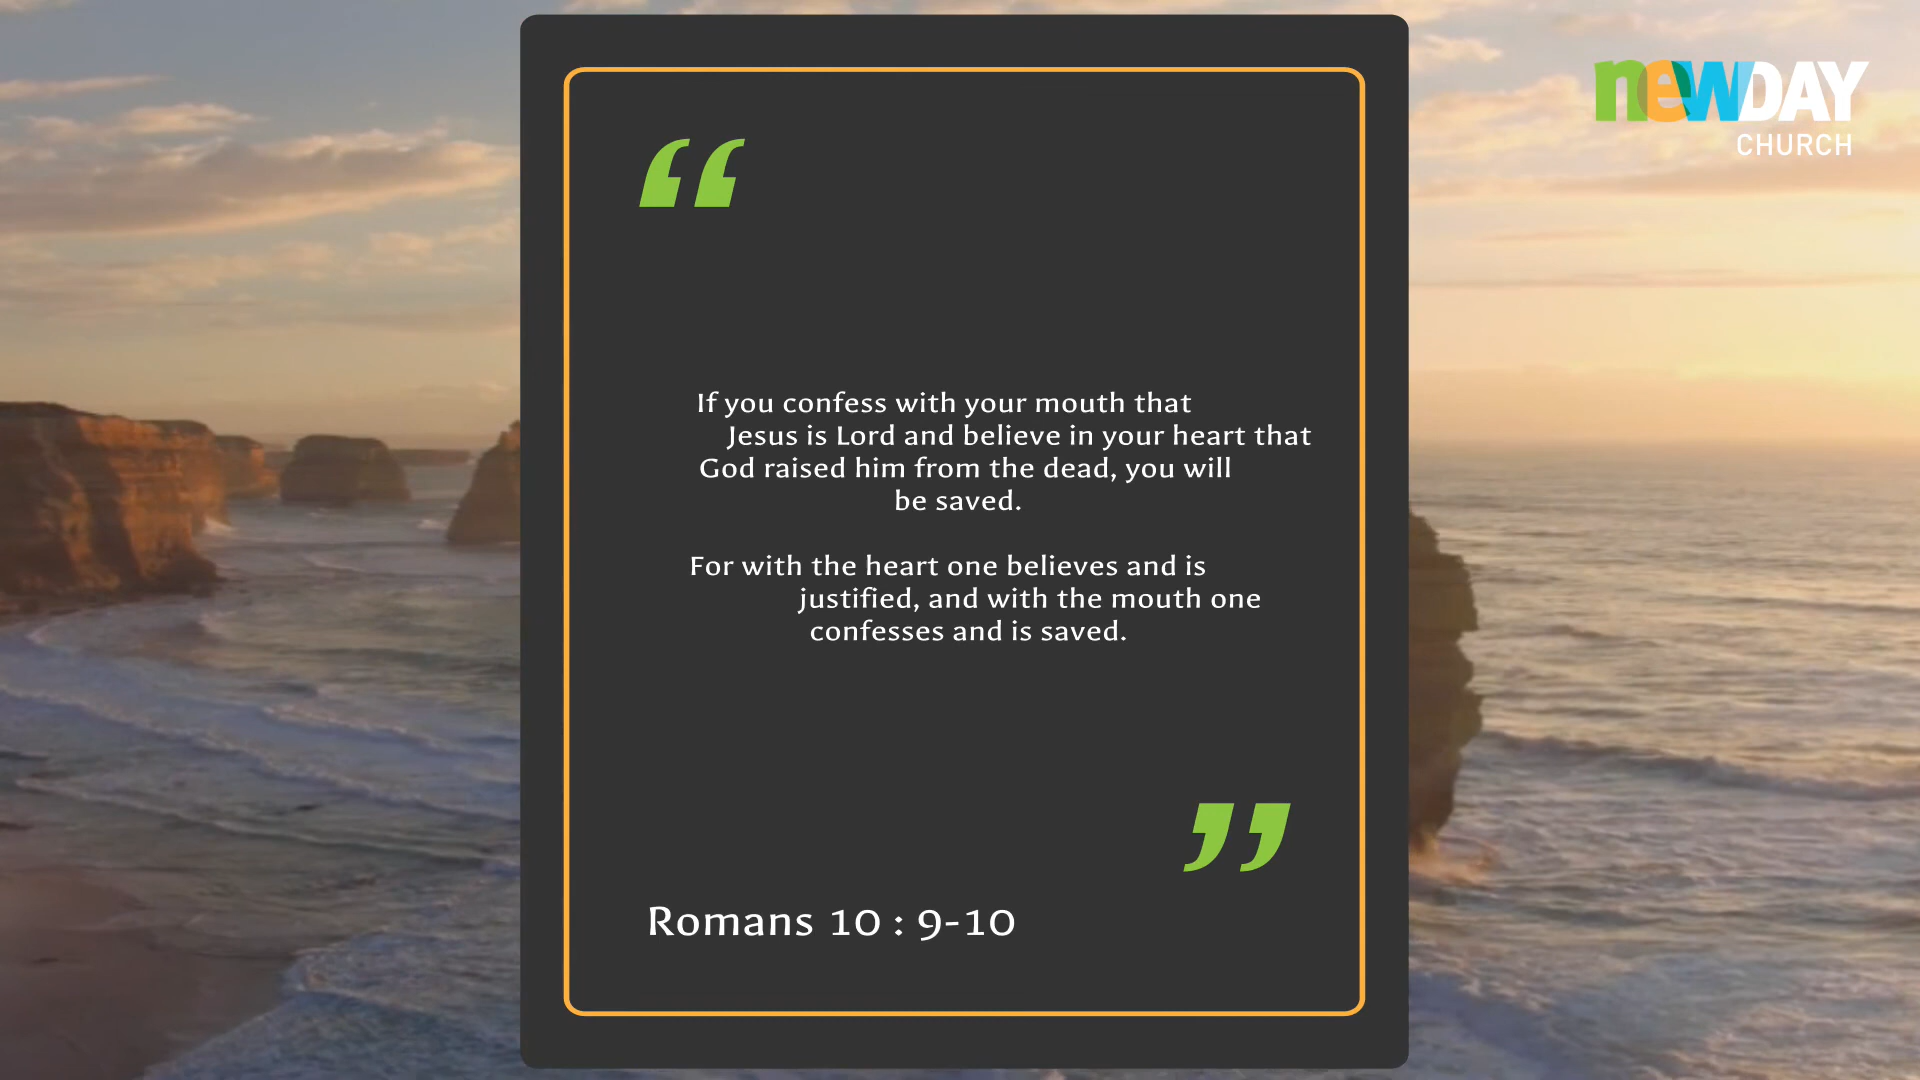 newDAY
CHURCH
“
If you confess with your mouth that
Jesus is Lord and believe in your heart that
God raised him from the dead, you will
be saved.
For with the heart one believes and is
justified, and with the mouth one
confesses and is saved.
”
Romans 10 : 9-10